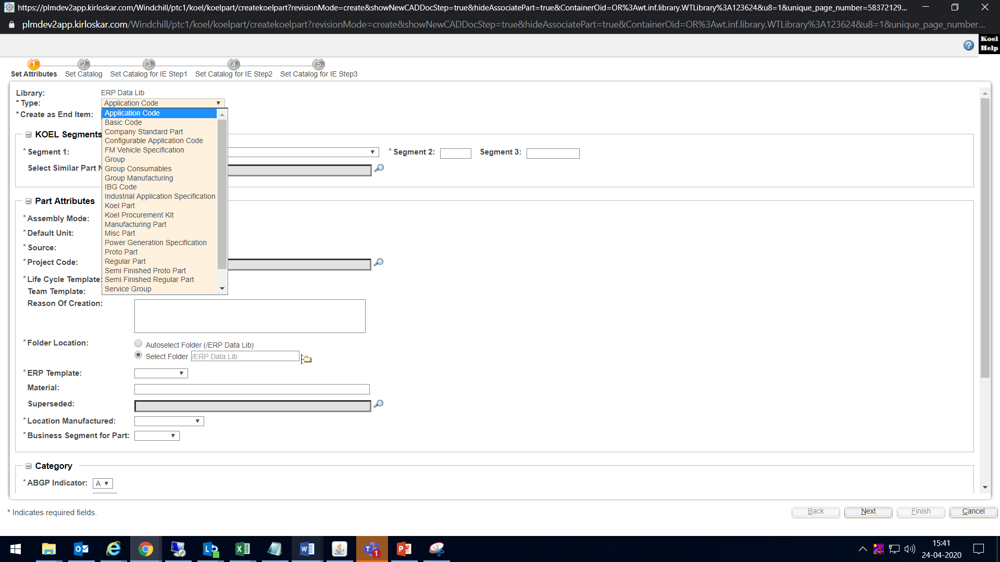 https://plmdev2app.kirloskar.com/Windchill/ptc1/koel/koelpart/createkoelpart?revisionMode=create&showNewCADDocStep=true&hideAssociatePart=true&ContainerOid=OR%3Awt.inf.library.WTLibrary%3A123624&u8=1&unique_page_number=58372129...
plmdev2app.kirloskar.com/Windchill/ptc1/koel/koelpart/createkoelpart?revisionMode=create&showNewCADDocStep=true&hideAssociatePart=true&ContainerOid=OR%3Awt.inf.library.WTLibrary%3A123624&u8=1&unique_page_number...
? Koel Help
1 2 3 4 5
Set Attributes Set Catalog Set Catalog for IE Step1 Set Catalog for IE Step2 Set Catalog for IE Step3
Library: ERP Data Lib
* Type: Application Code
* Create as End Item:
Application Code
Basic Code
Company Standard Part
Configurable Application Code
FM Vehicle Specification
Group
Group Consumables
Group Manufacturing
IBG Code
Industrial Application Specification
Koel Part
Koel Procurement Kit
Manufacturing Part
Misc Part
Power Generation Specification
Proto Part
Regular Part
Semi Finished Proto Part
Semi Finished Regular Part
Service Group
KOEL Segments
* Segment 1: * Segment 2: Segment 3:
Select Similar Part N
Part Attributes
* Assembly Mode:
* Default Unit:
* Source:
* Project Code:
* Life Cycle Template:
Team Template:
Reason Of Creation:
* Folder Location: Autoselect Folder (/ERP Data Lib)
Select Folder /ERP Data Lib
* ERP Template:
Material:
Superseded:
* Location Manufactured:
* Business Segment for Part:
Category
* ABGP Indicator: A
* Indicates required fields.
Back Next Finish Cancel
15:41
24-04-2020